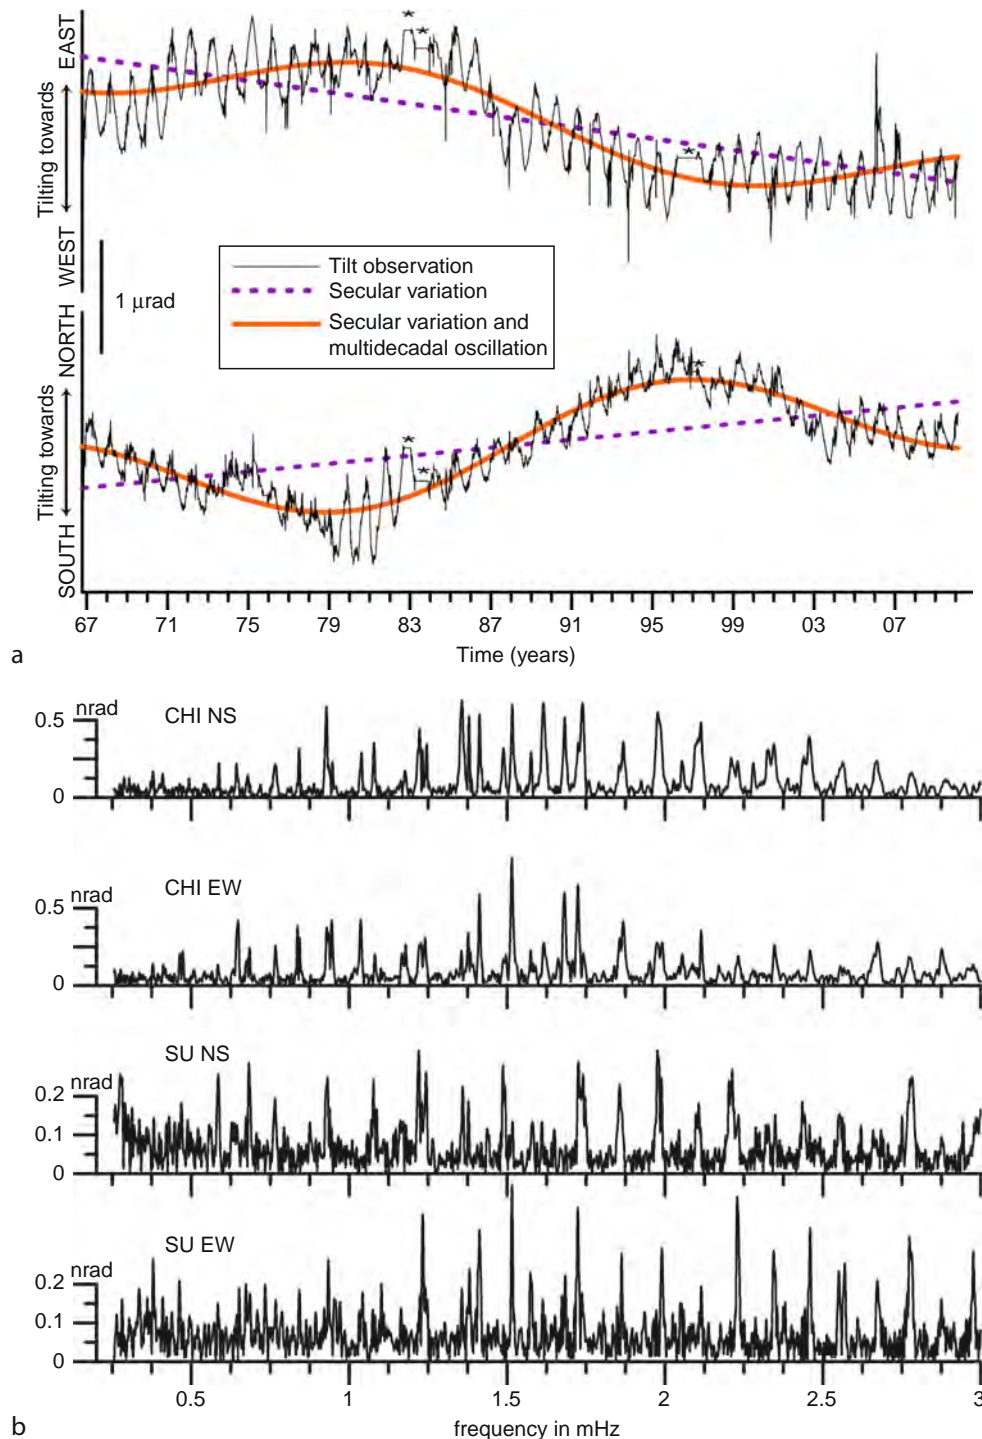 EAST
Tilting towards
WEST
* *
*
1 μrad
Tilt observation
Secular variation
Secular variation and
multidecadal oscillation
NORTH
Tilting towards
SOUTH
*
* *
67 71 75 79 83 87 91 95 99 03 07
a
Time (years)
nrad
CHI NS
0.5
0
nrad
CHI EW
0.5
0
SU NS
nrad
0.2
0.1
0
SU EW
nrad
0.2
0.1
0
0.5 1 1.5 2 2.5 3
b
frequency in mHz